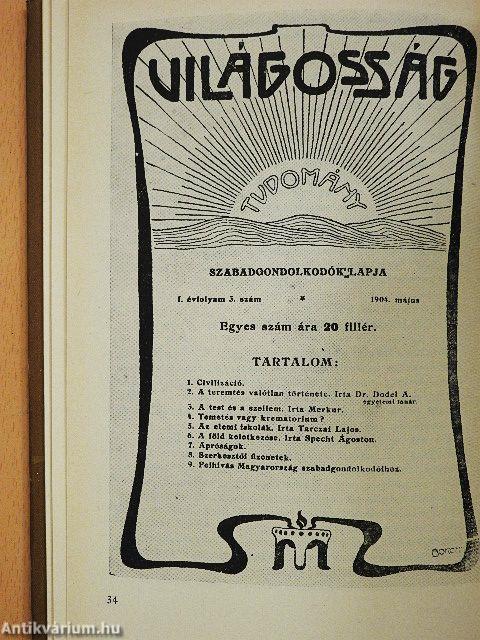 VILÁGOSSÁG
TUDOMÁNY
SZABADGONDOLKODÓK LAPJA
I. évfolyam 3. szám * 1904. május
Egyes szám ára 20 fillér.
TARTALOM:
1. Civilizáció.
2. A teremtés valótlan története. Irta Dr. Dodel A.
egyetemi tanár.
3. A test és a szellem. Irta Merkur.
4. Temetés vagy krematorium?
5. Az elemi iskolák. Irta Tarczai Lajos.
6. A föld keletkezése. Irta Specht Ágoston.
7. Apróságok.
8. Szerkesztői üzenetek.
9. Felhívás Magyarország szabadgondolkodóihoz.
34
Antikvárium.hu